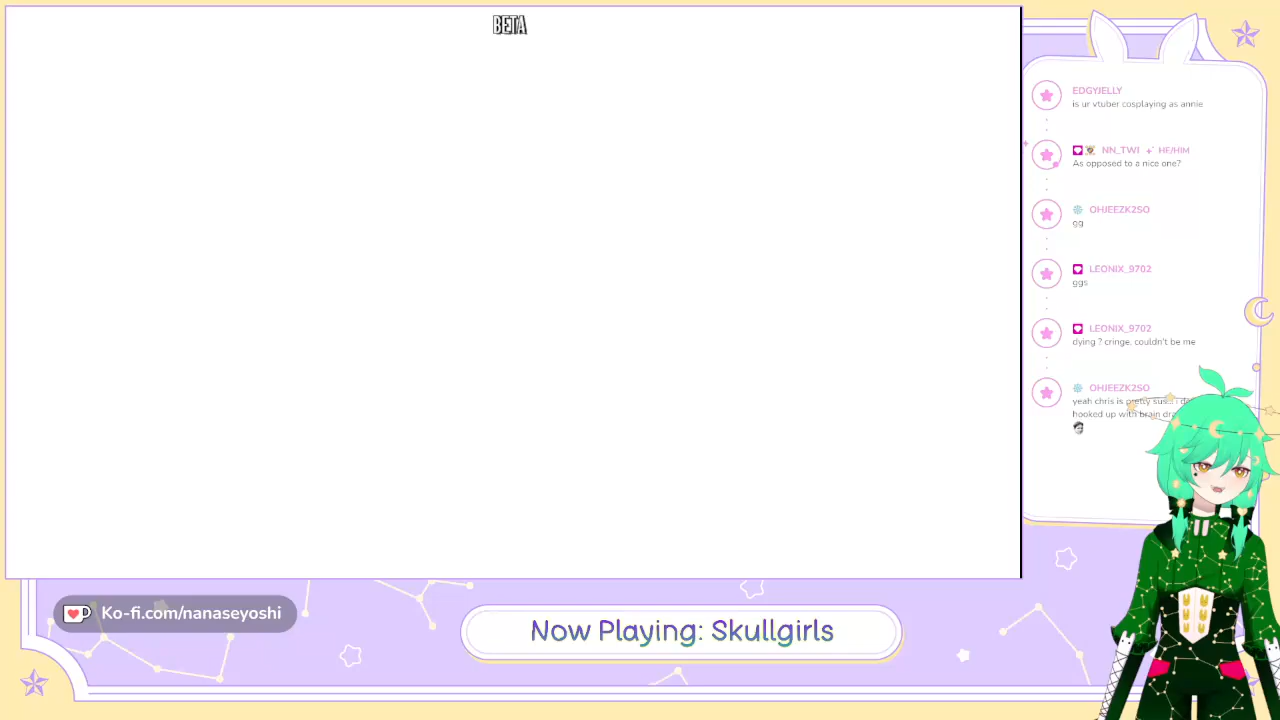 BETA
EDGYJELLY
is ur vtuber cosplaying as annie
NN_TWI HE/HIM
As opposed to a nice one?
OHJEEZK2SO
gg
LEONIX_9702
ggs
LEONIX_9702
dying ? cringe. couldn't be me
OHJEEZK2SO
yeah chris is pretty sus...
hooked up with brain
Ko-fi.com/nanaseyoshi
Now Playing: Skullgirls